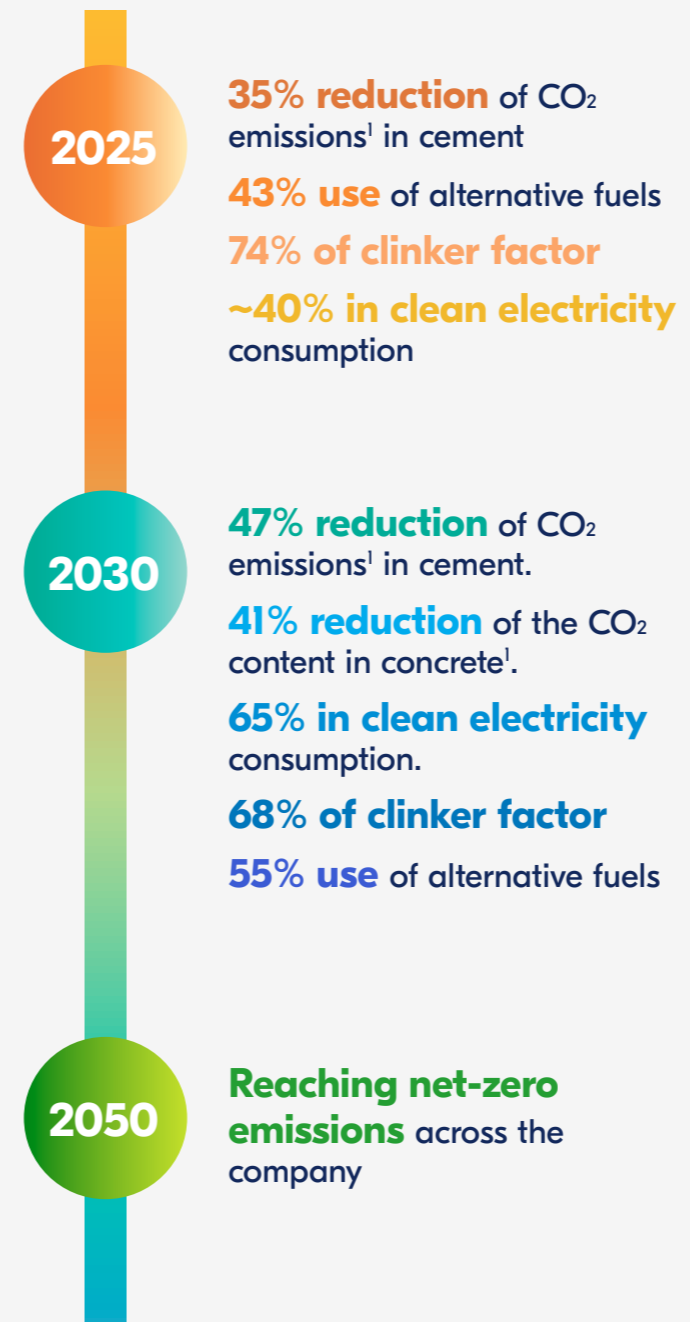 2025
35% reduction of CO₂
emissions¹ in cement
43% use of alternative fuels
74% of clinker factor
~40% in clean electricity
consumption
2030
47% reduction of CO₂
emissions¹ in cement.
41% reduction of the CO₂
content in concrete¹.
65% in clean electricity
consumption.
68% of clinker factor
55% use of alternative fuels
2050
Reaching net-zero
emissions across the
company